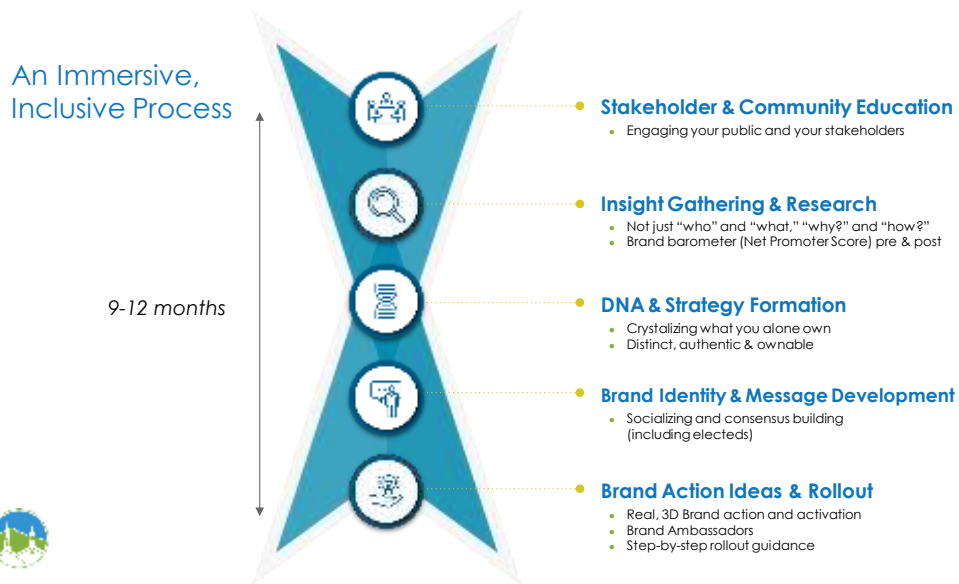 An Immersive,
Inclusive Process
9-12 months
Stakeholder & Community Education
Engaging your public and your stakeholders
Insight Gathering & Research
Not just “who” and “what,” “why?” and “how?”
Brand barometer (Net Promoter Score) pre & post
DNA & Strategy Formation
Crystalizing what you alone own
Distinct, authentic & ownable
Brand Identity & Message Development
Socializing and consensus building
(including electeds)
Brand Action Ideas & Rollout
Real, 3D Brand action and activation
Brand Ambassadors
Step-by-step rollout guidance